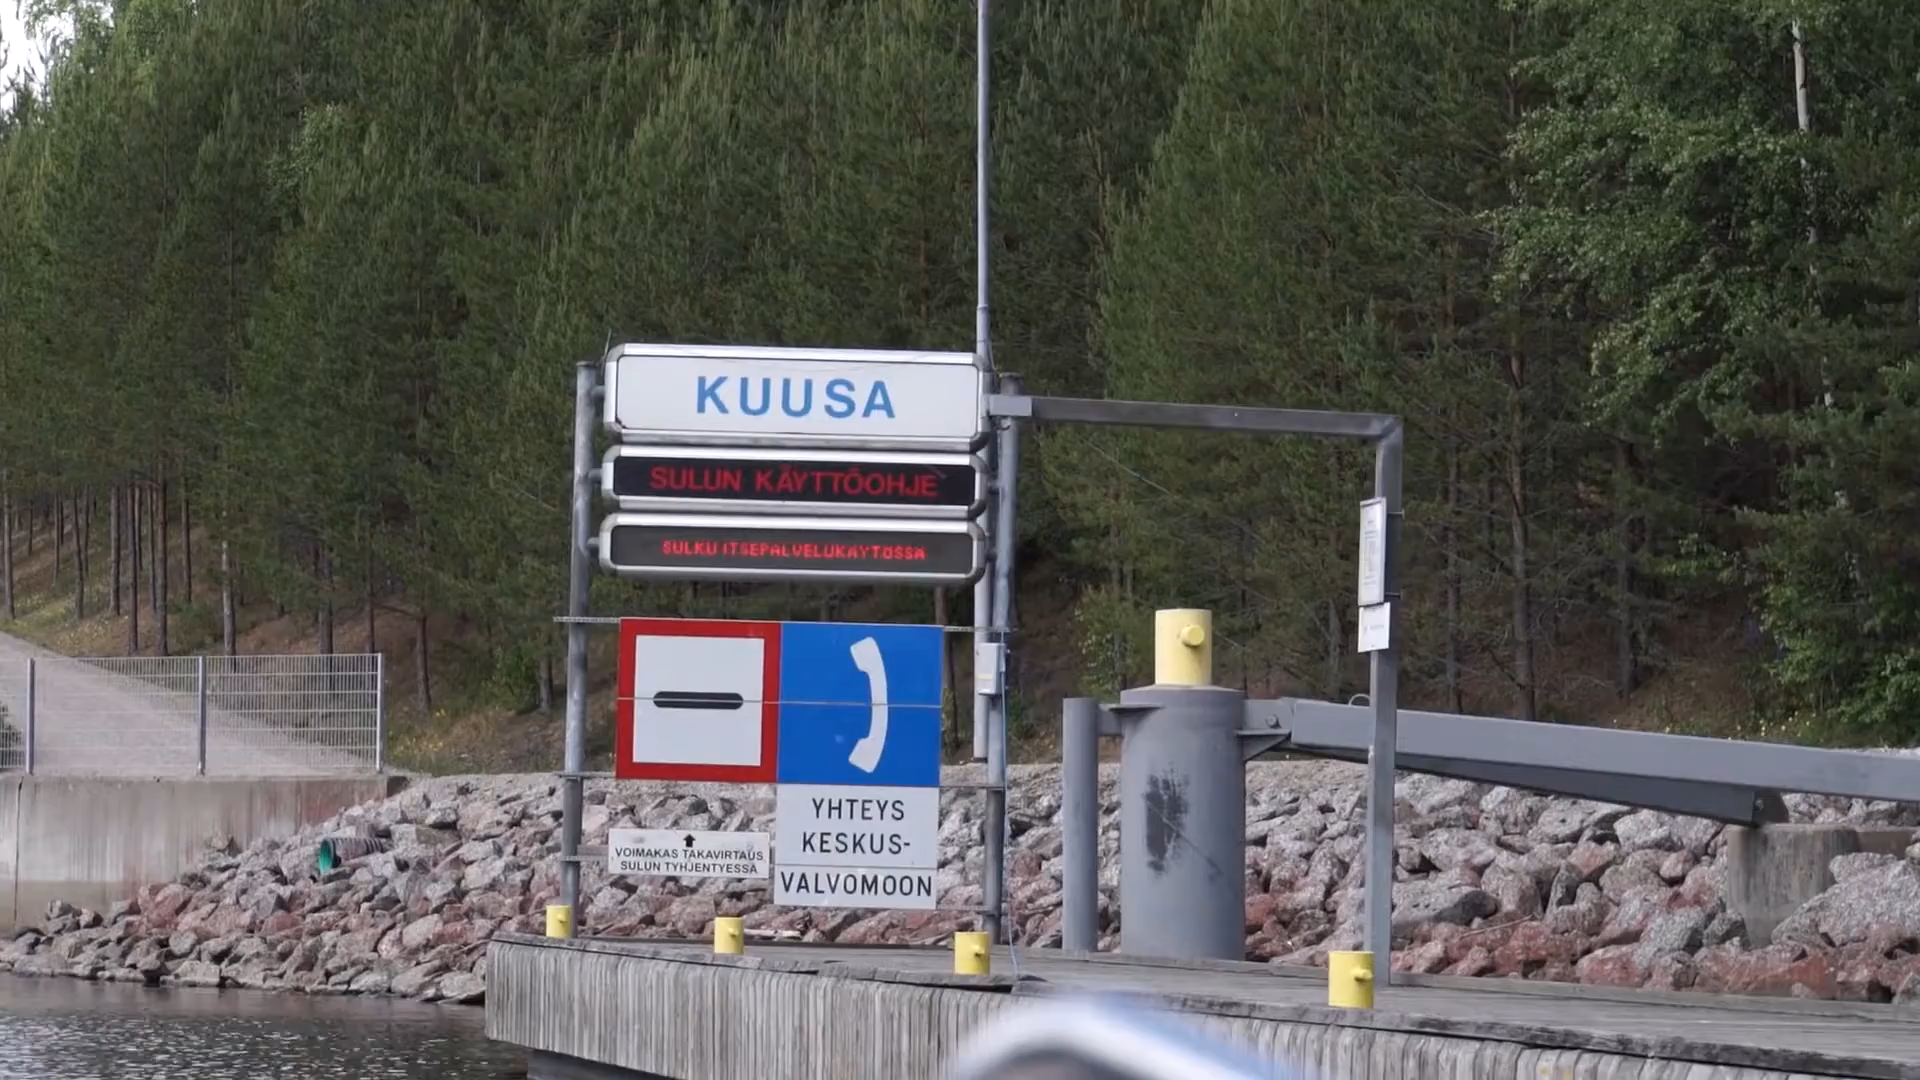 KUUSA
SULUN KÄYTTÖOHJE
SULKU ITSEPALVELUKÄYTÖSSÄ
YHTEYS
KESKUS-
VALVOMOON
VOIMAKAS TAKAVIRTAUS
SULUN TYHJENTYESSÄ